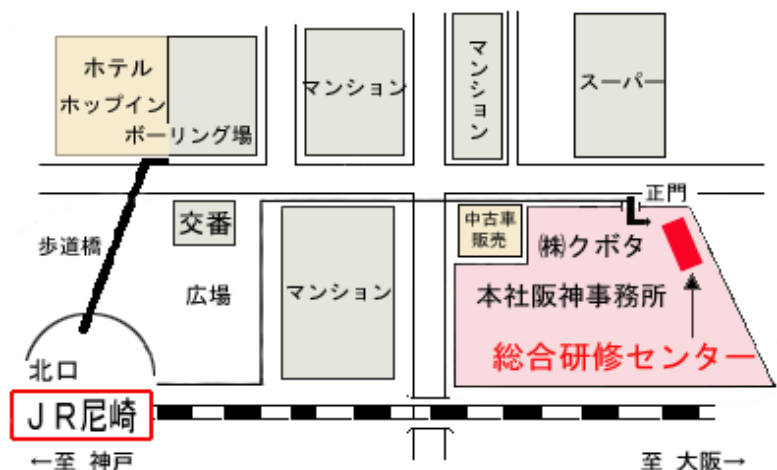 ホテル
ホップイン
ボーリング場
マンション
マンション
スーパー
正門
交番
中古車
販売
㈱クボタ
歩道橋
広場
マンション
本社阪神事務所
総合研修センター
北口
JR尼崎
←至 神戸
至 大阪→